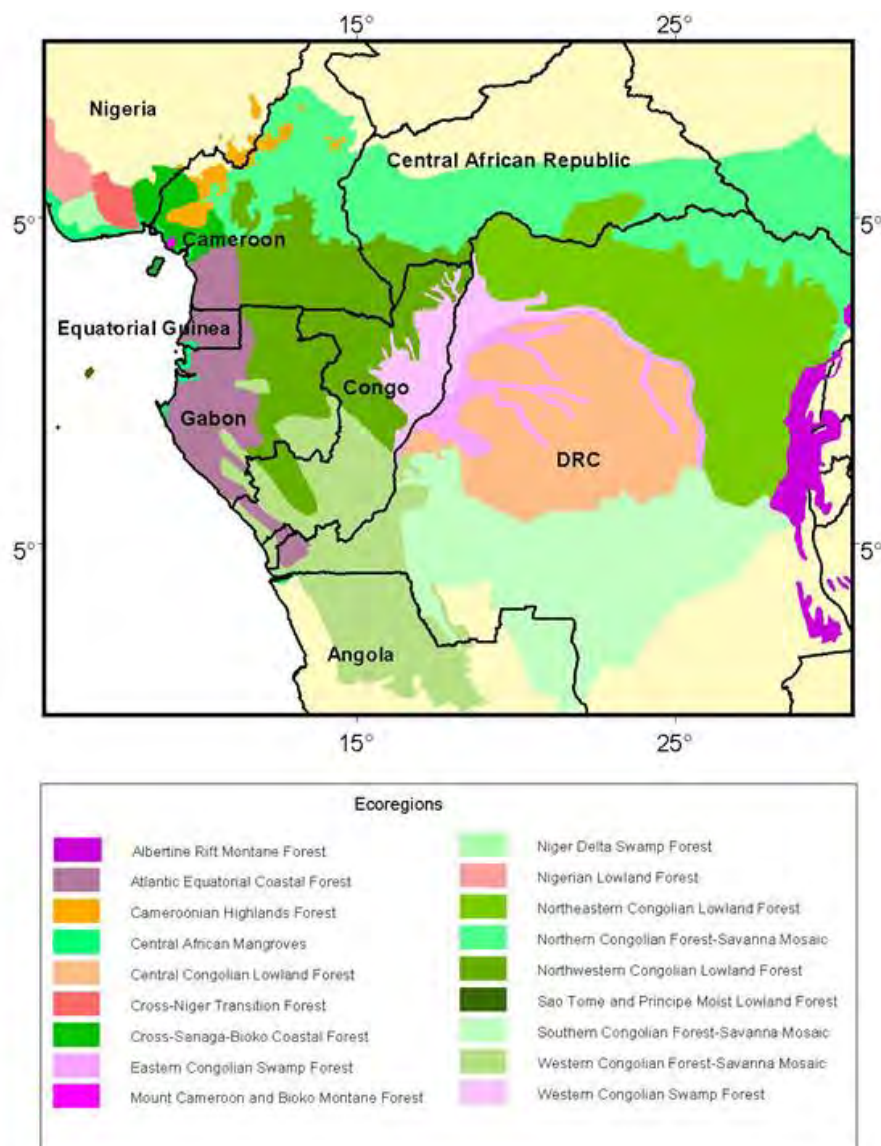 15°
25°
Nigeria
Central African Republic
5°
5°
Cameroon
Equatorial Guinea
Congo
Gabon
DRC
5°
5°
Angola
15°
25°
Ecoregions
Albertine Rift Montane Forest
Atlantic Equatorial Coastal Forest
Cameroonian Highlands Forest
Central African Mangroves
Central Congolian Lowland Forest
Cross-Niger Transition Forest
Cross-Sanaga-Bioko Coastal Forest
Eastern Congolian Swamp Forest
Mount Cameroon and Bioko Montane Forest
Niger Delta Swamp Forest
Nigerian Lowland Forest
Northeastern Congolian Lowland Forest
Northern Congolian Forest-Savanna Mosaic
Northwestern Congolian Lowland Forest
Sao Tome and Principe Moist Lowland Forest
Southern Congolian Forest-Savanna Mosaic
Western Congolian Forest-Savanna Mosaic
Western Congolian Swamp Forest